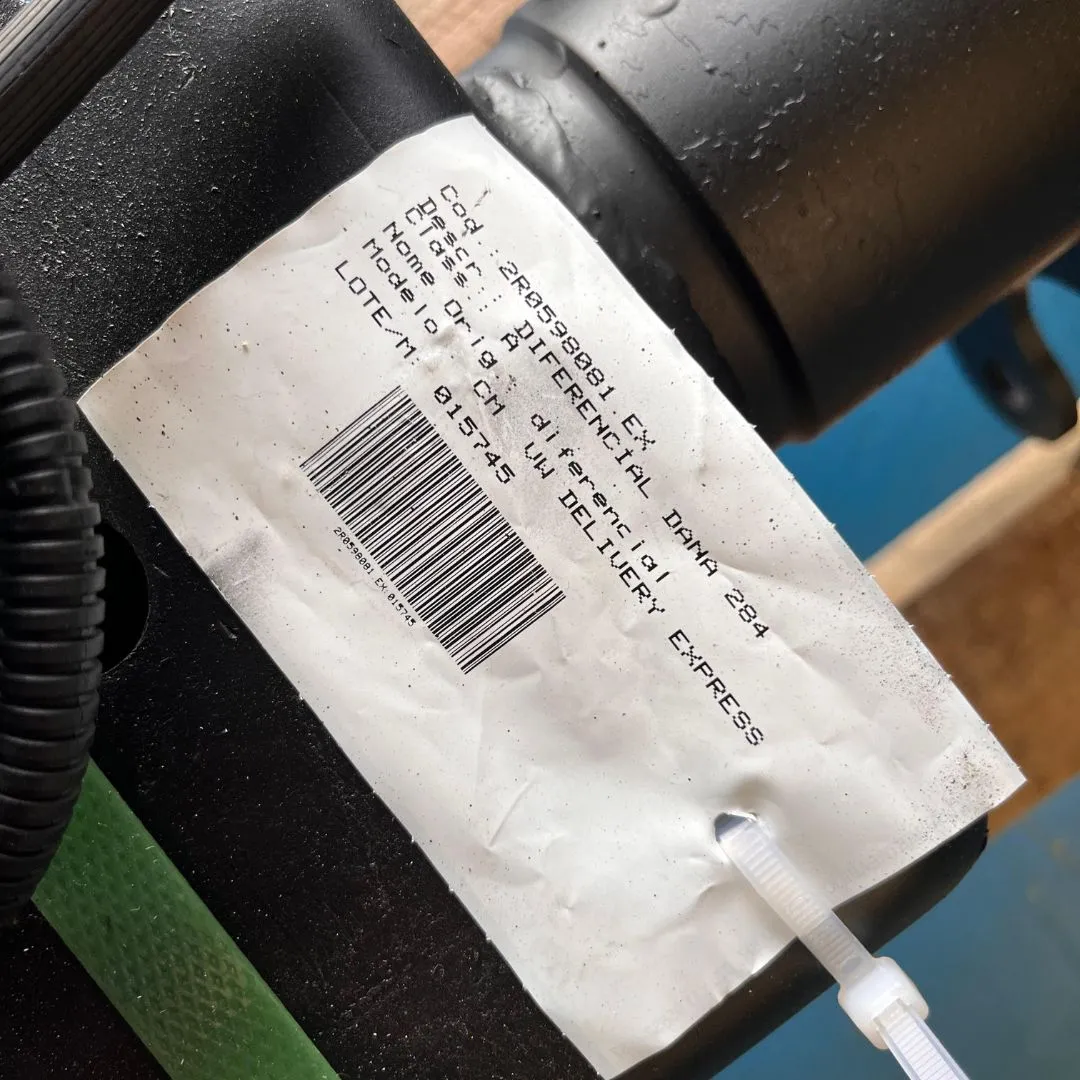 Cod.: 2R0598081.EX
Descr.: DIFERENCIAL DANA 284
Class.: A
Nome Orig.: diferencial
Modelo CM VW DELIVERY EXPRESS
LOTE/M 015745
2R0598081.EX.015745